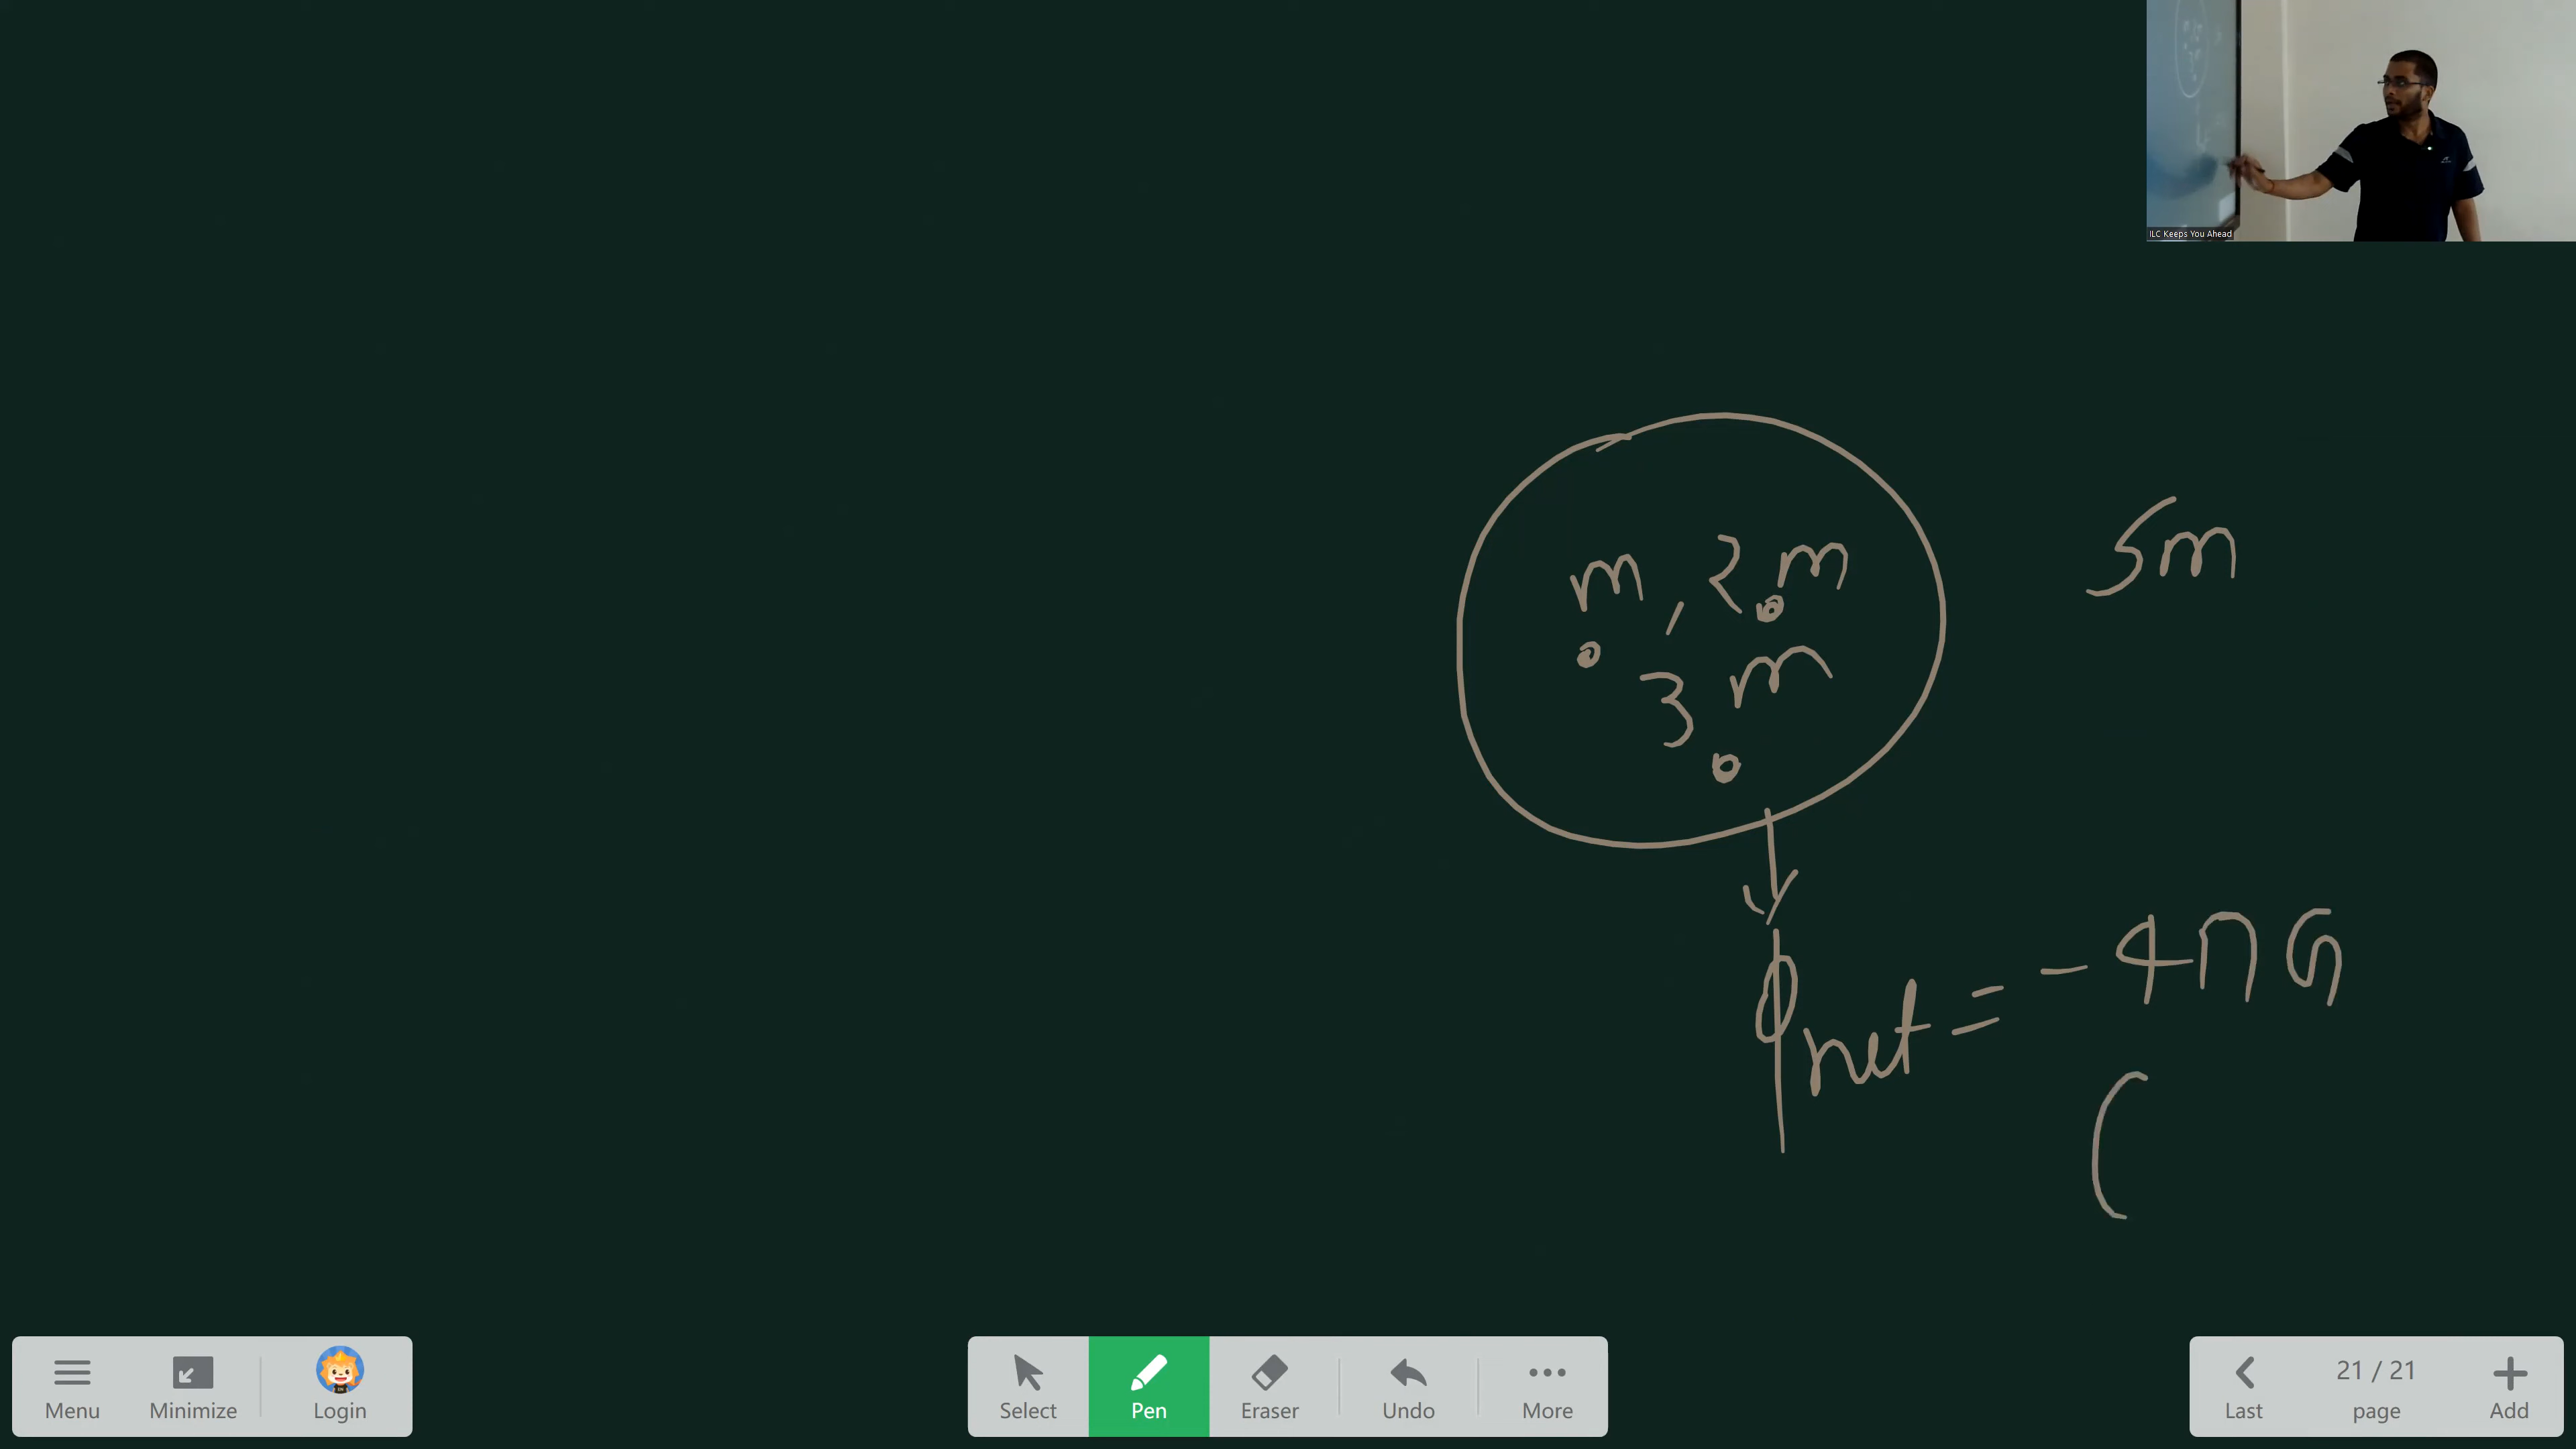 ILC Keeps You Ahead
m, 2m
3m
5m
ϕnet = - 4πG
(
Menu
Minimize
Login
Select
Pen
Eraser
Undo
More
Last
21 / 21
page
Add